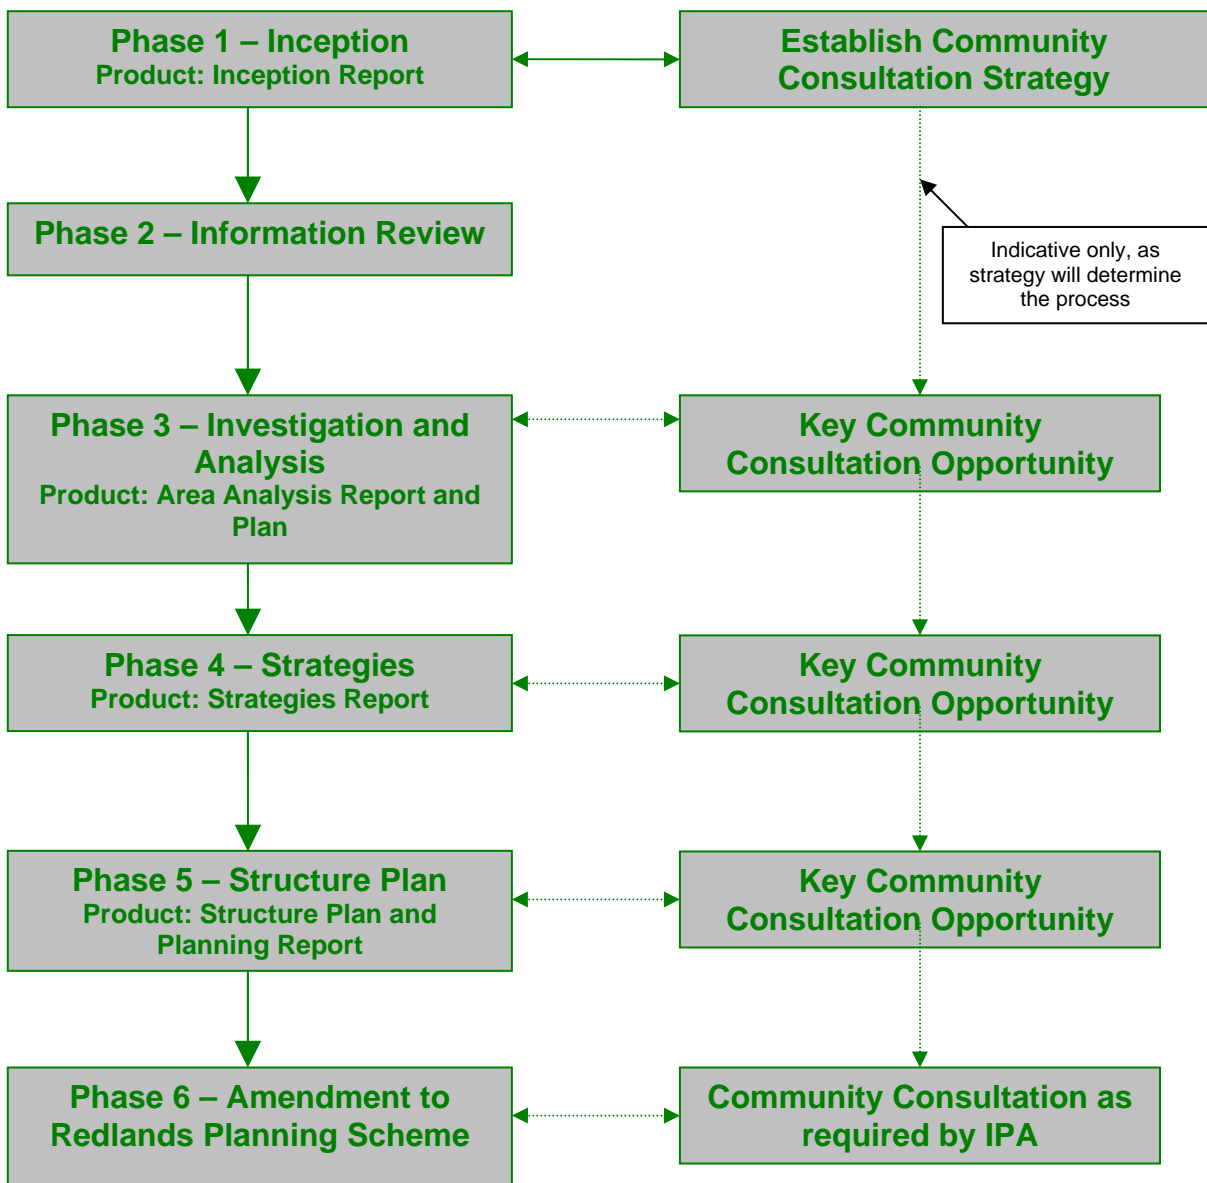 Phase 1 – Inception
Product: Inception Report
Establish Community
Consultation Strategy
Phase 2 – Information Review
Indicative only, as
strategy will determine
the process
Phase 3 – Investigation and
Analysis
Product: Area Analysis Report and
Plan
Key Community
Consultation Opportunity
Phase 4 – Strategies
Product: Strategies Report
Key Community
Consultation Opportunity
Phase 5 – Structure Plan
Product: Structure Plan and
Planning Report
Key Community
Consultation Opportunity
Phase 6 – Amendment to
Redlands Planning Scheme
Community Consultation as
required by IPA